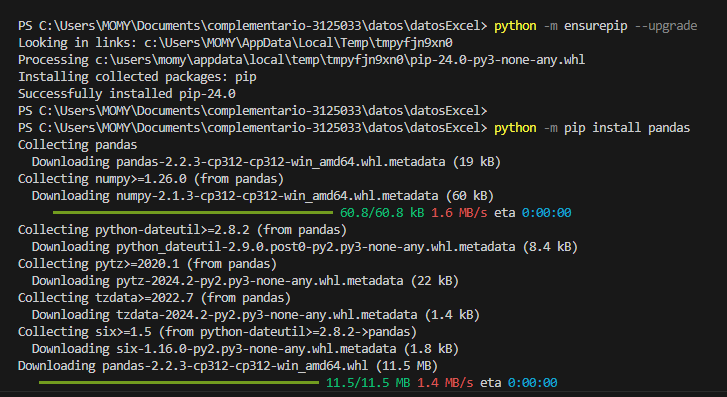 PS C:\Users\MOMY\Documents\complementario-3125033\datos\datosExcel> python -m ensurepip --upgrade
Looking in links: c:\Users\MOMY\AppData\Local\Temp\tmpyfjn9xn0
Processing c:\users\momy\appdata\local\temp\tmpyfjn9xn0\pip-24.0-py3-none-any.whl
Installing collected packages: pip
Successfully installed pip-24.0
PS C:\Users\MOMY\Documents\complementario-3125033\datos\datosExcel>
PS C:\Users\MOMY\Documents\complementario-3125033\datos\datosExcel> python -m pip install pandas
Collecting pandas
  Downloading pandas-2.2.3-cp312-cp312-win_amd64.whl.metadata (19 kB)
Collecting numpy>=1.26.0 (from pandas)
  Downloading numpy-2.1.3-cp312-cp312-win_amd64.whl.metadata (60 kB)
60.8/60.8 kB 1.6 MB/s eta 0:00:00
Collecting python-dateutil>=2.8.2 (from pandas)
  Downloading python_dateutil-2.9.0.post0-py2.py3-none-any.whl.metadata (8.4 kB)
Collecting pytz>=2020.1 (from pandas)
  Downloading pytz-2024.2-py2.py3-none-any.whl.metadata (22 kB)
Collecting tzdata>=2022.7 (from pandas)
  Downloading tzdata-2024.2-py2.py3-none-any.whl.metadata (1.4 kB)
Collecting six>=1.5 (from python-dateutil>=2.8.2->pandas)
  Downloading six-1.16.0-py2.py3-none-any.whl.metadata (1.8 kB)
Downloading pandas-2.2.3-cp312-cp312-win_amd64.whl (11.5 MB)
11.5/11.5 MB 1.4 MB/s eta 0:00:00